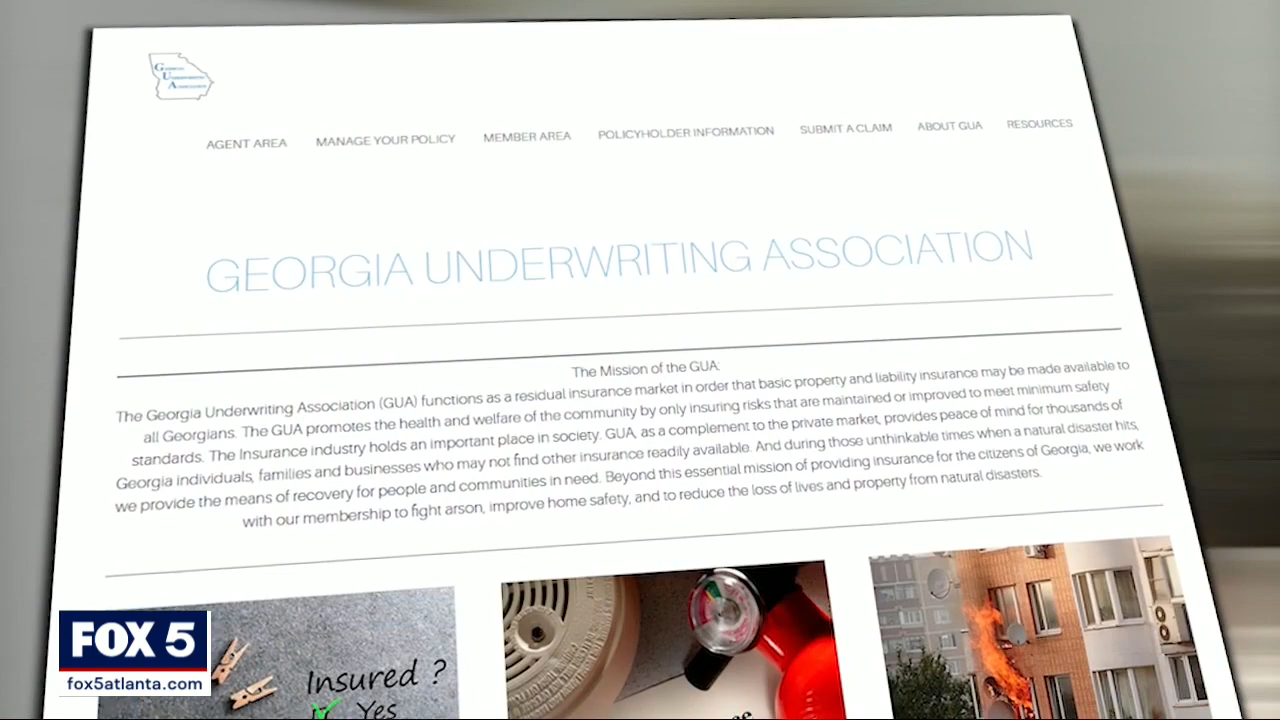 GEORGIA
UNDERWRITING
ASSOCIATION
AGENT AREA MANAGE YOUR POLICY MEMBER AREA POLICYHOLDER INFORMATION SUBMIT A CLAIM ABOUT GUA RESOURCES
GEORGIA UNDERWRITING ASSOCIATION
The Mission of the GUA:
The Georgia Underwriting Association (GUA) functions as a residual insurance market in order that basic property and liability insurance may be made available to
all Georgians. The GUA promotes the health and welfare of the community by only insuring risks that are maintained or improved to meet minimum safety
standards. The Insurance industry holds an important place in society. GUA, as a complement to the private market, provides peace of mind for thousands of
Georgia individuals, families and businesses who may not find other insurance readily available. And during those unthinkable times when a natural disaster hits,
we provide the means of recovery for people and communities in need. Beyond this essential mission of providing insurance for the citizens of Georgia, we work
with our membership to fight arson, improve home safety, and to reduce the loss of lives and property from natural disasters.
Insured ?
Yes
FOX 5
fox5atlanta.com